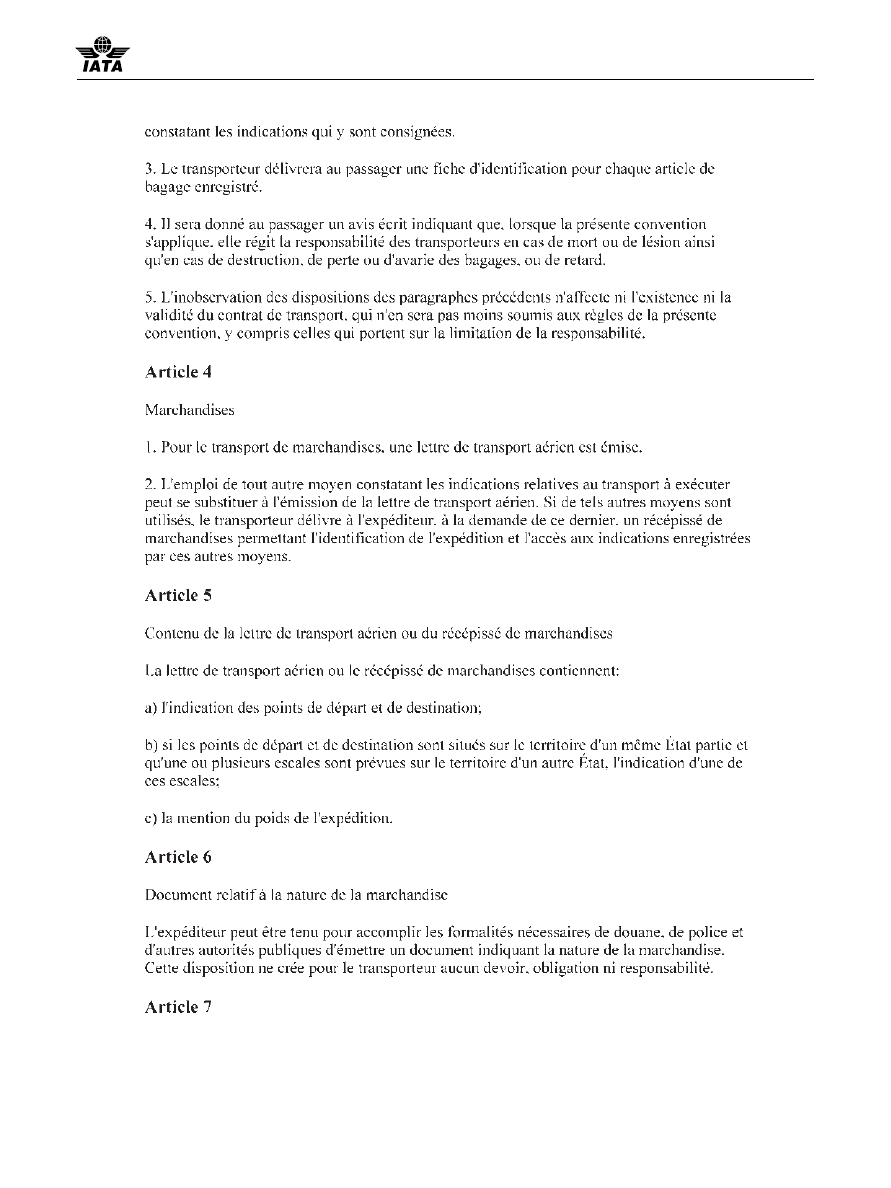 IATA
constatant les indications qui y sont consignées.
3. Le transporteur délivrera au passager une fiche d'identification pour chaque article de
bagage enregistré.
4. Il sera donné au passager un avis écrit indiquant que, lorsque la présente convention
s'applique, elle régit la responsabilité des transporteurs en cas de mort ou de lésion ainsi
qu'en cas de destruction, de perte ou d'avarie des bagages, ou de retard.
5. L'inobservation des dispositions des paragraphes précédents n'affecte ni l'existence ni la
validité du contrat de transport, qui n'en sera pas moins soumis aux règles de la présente
convention, y compris celles qui portent sur la limitation de la responsabilité.
Article 4
Marchandises
1. Pour le transport de marchandises, une lettre de transport aérien est émise.
2. L'emploi de tout autre moyen constatant les indications relatives au transport à exécuter
peut se substituer à l'émission de la lettre de transport aérien. Si de tels autres moyens sont
utilisés, le transporteur délivre à l'expéditeur, à la demande de ce dernier, un récépissé de
marchandises permettant l'identification de l'expédition et l'accès aux indications enregistrées
par ces autres moyens.
Article 5
Contenu de la lettre de transport aérien ou du récépissé de marchandises
La lettre de transport aérien ou le récépissé de marchandises contiennent:
a) l'indication des points de départ et de destination;
b) si les points de départ et de destination sont situés sur le territoire d'un même État partie et
qu'une ou plusieurs escales sont prévues sur le territoire d'un autre État, l'indication d'une de
ces escales;
c) la mention du poids de l'expédition.
Article 6
Document relatif à la nature de la marchandise
L'expéditeur peut être tenu pour accomplir les formalités nécessaires de douane, de police et
d'autres autorités publiques d'émettre un document indiquant la nature de la marchandise.
Cette disposition ne crée pour le transporteur aucun devoir, obligation ni responsabilité.
Article 7